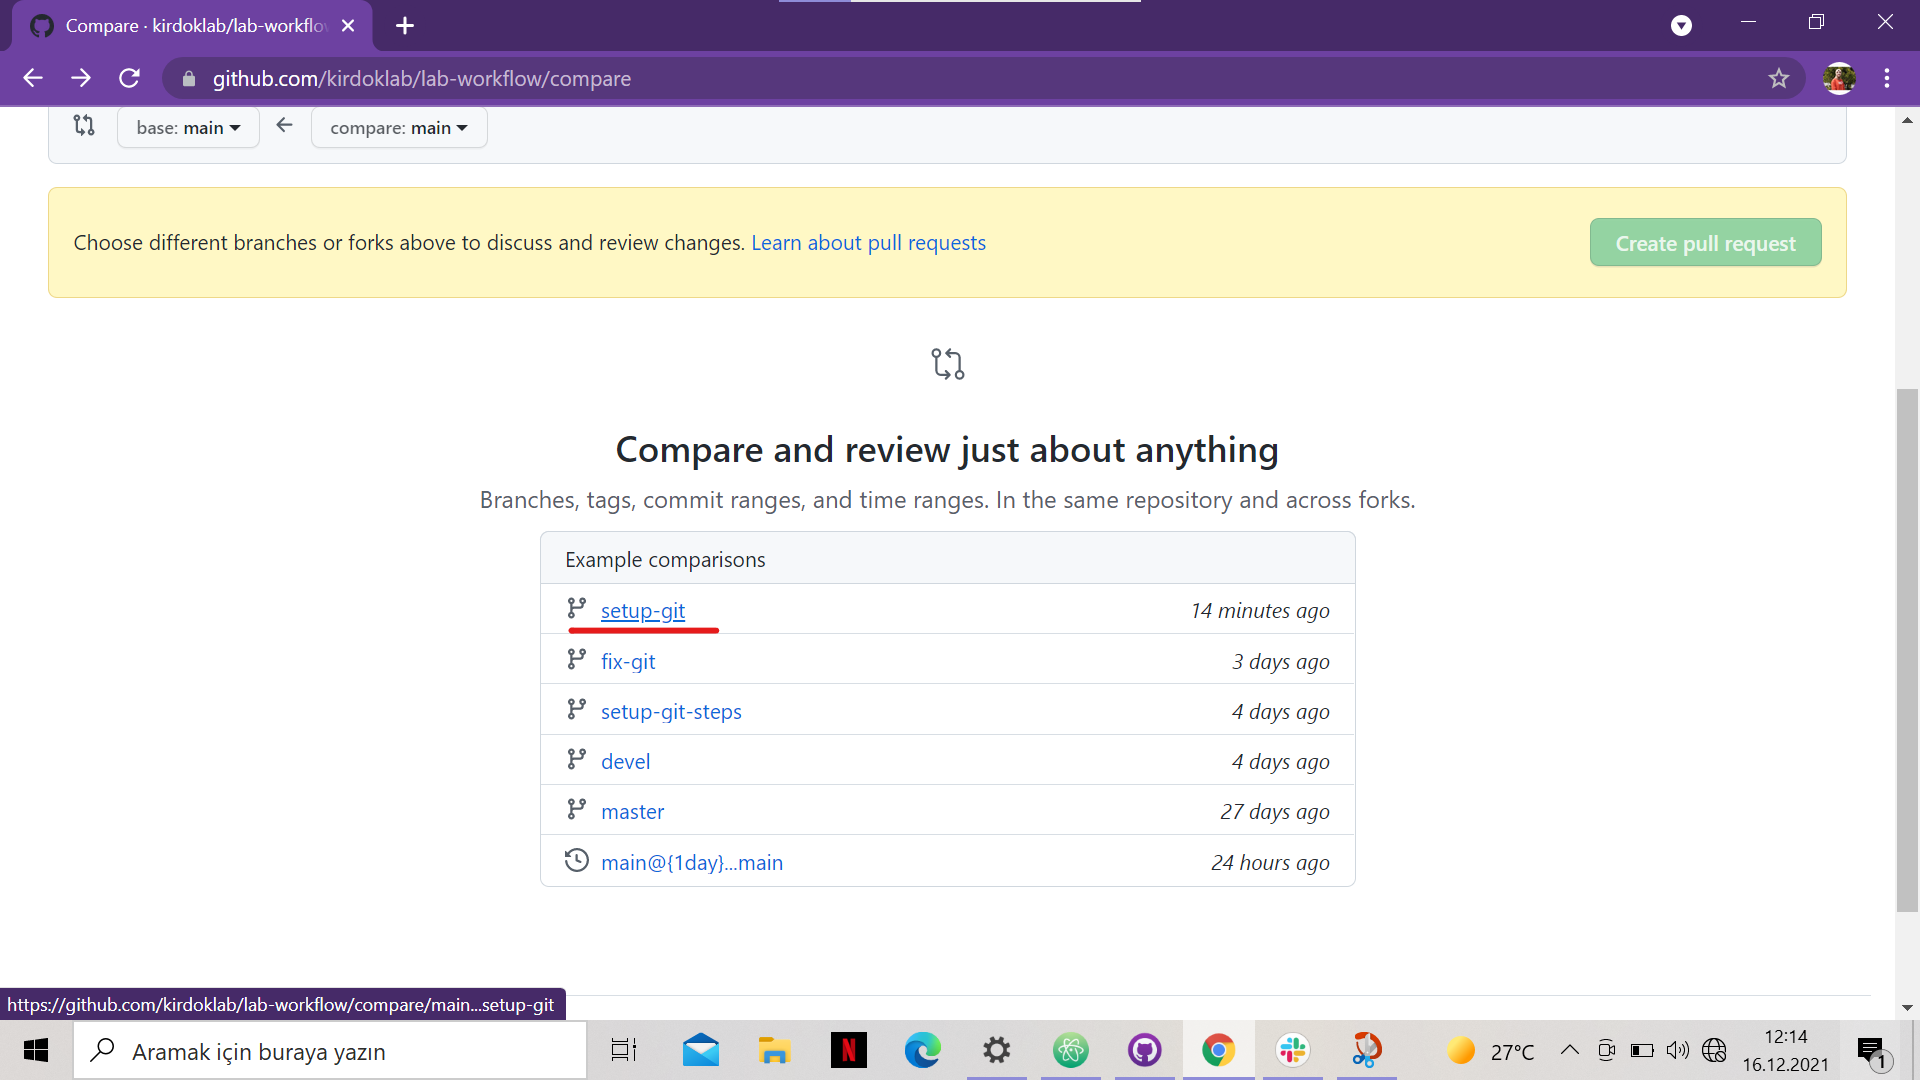 Compare · kirdoklab/lab-workflow
github.com/kirdoklab/lab-workflow/compare
base: main
compare: main
Choose different branches or forks above to discuss and review changes. Learn about pull requests
Create pull request
Compare and review just about anything
Branches, tags, commit ranges, and time ranges. In the same repository and across forks.
Example comparisons
setup-git 14 minutes ago
fix-git 3 days ago
setup-git-steps 4 days ago
devel 4 days ago
master 27 days ago
main@{1day}...main 24 hours ago
https://github.com/kirdoklab/lab-workflow/compare/main...setup-git
Aramak için buraya yazın
N
27°C
12:14
16.12.2021
1